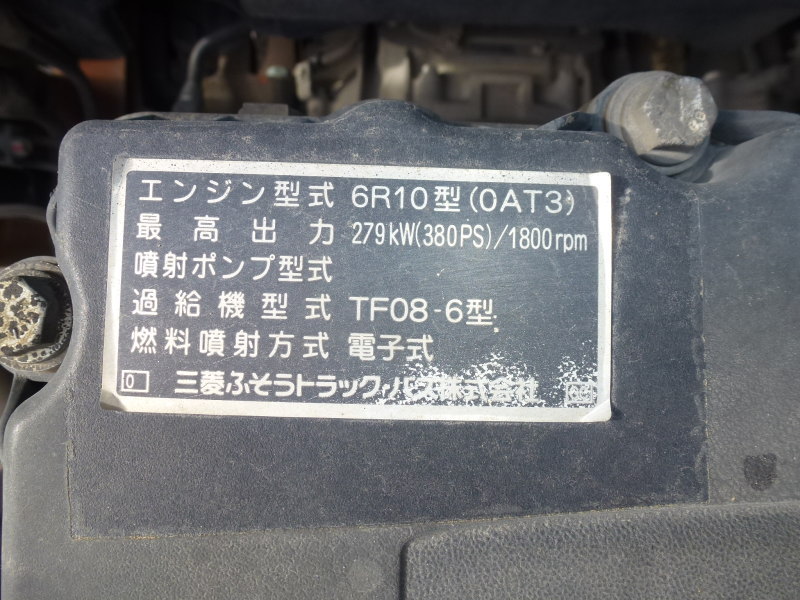 エンジン型式 6R10型(0AT3)
最高出力 279kW(380PS)/1800rpm
噴射ポンプ型式
過給機型式 TF08-6型
燃料噴射方式 電子式
0 三菱ふそうトラック・バス株式会社